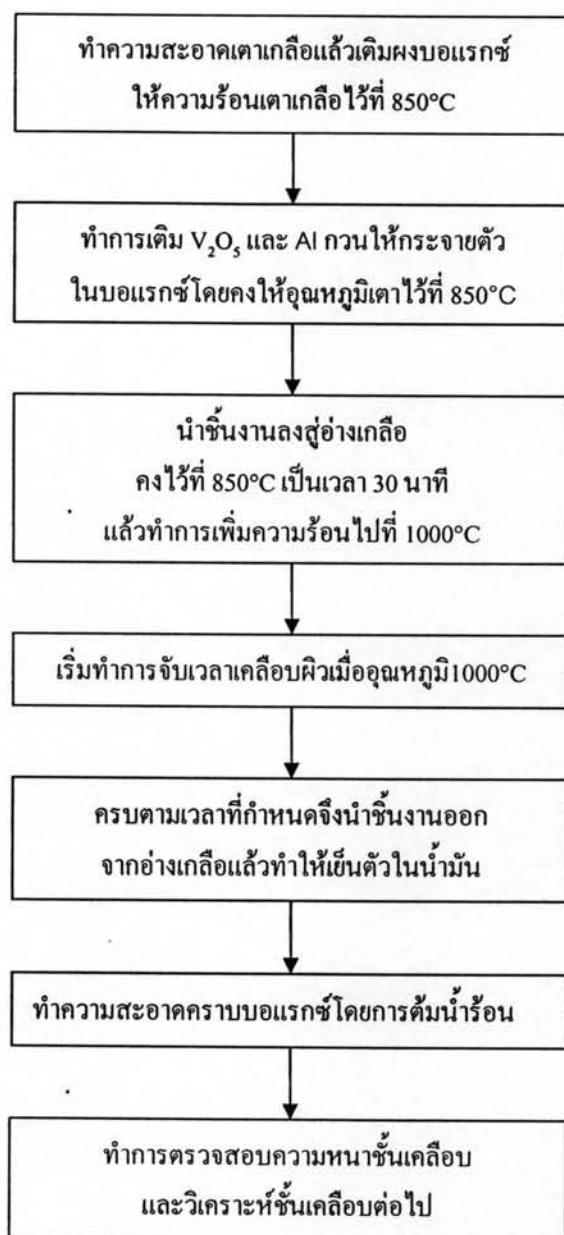 ทำความสะอาดเตาเกลือแล้วเติมผงบอแรกซ์
ให้ความร้อนเตาเกลือไว้ที่ 850°C
ทำการเติม V₂O₅ และ Al กวนให้กระจายตัว
ในบอแรกซ์โดยคงให้อุณหภูมิเตาไว้ที่ 850°C
นำชิ้นงานลงสู่อ่างเกลือ
คงไว้ที่ 850°C เป็นเวลา 30 นาที
แล้วทำการเพิ่มความร้อนไปที่ 1000°C
เริ่มทำการจับเวลาเคลือบผิวเมื่ออุณหภูมิ1000°C
ครบตามเวลาที่กำหนดจึงนำชิ้นงานออก
จากอ่างเกลือแล้วทำให้เย็นตัวในน้ำมัน
ทำความสะอาดคราบบอแรกซ์โดยการต้มน้ำร้อน
ทำการตรวจสอบความหนาชั้นเคลือบ
และวิเคราะห์ชั้นเคลือบต่อไป